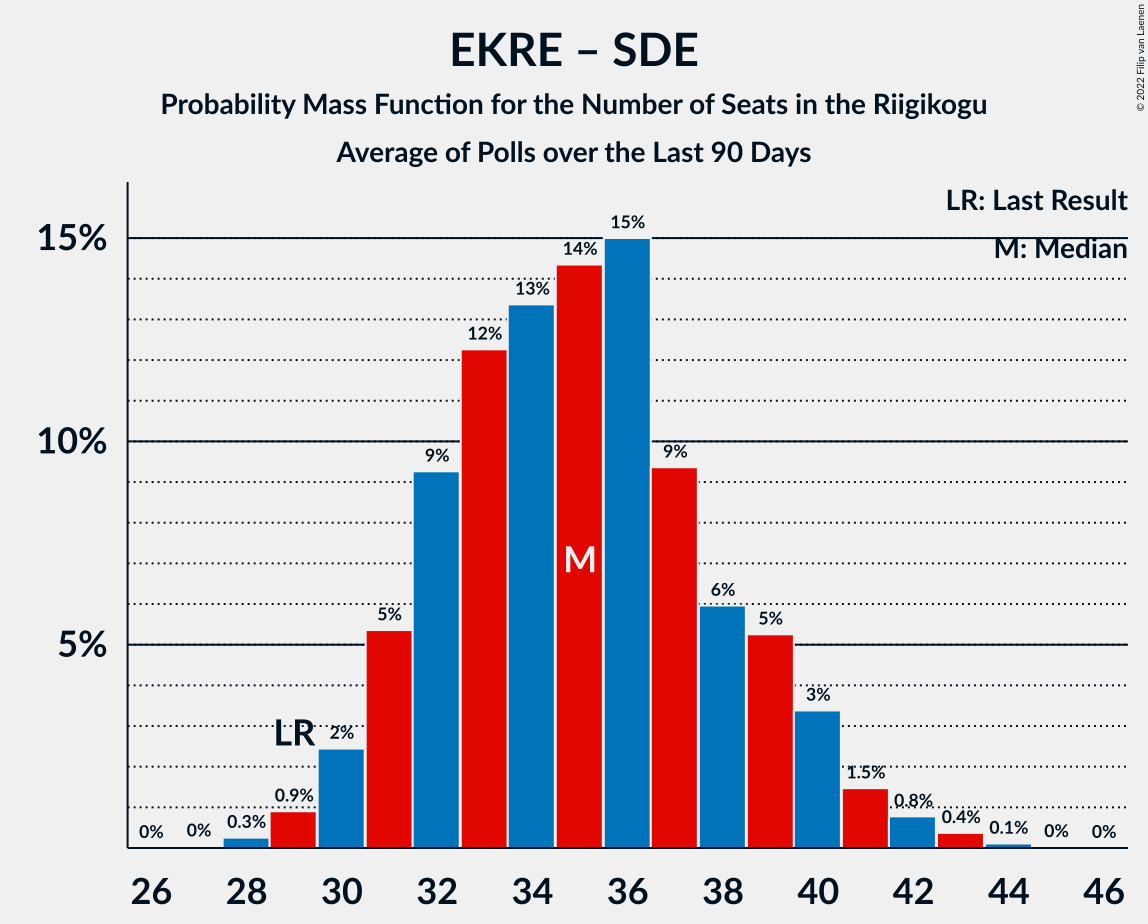 EKRE – SDE
Probability Mass Function for the Number of Seats in the Riigikogu
Average of Polls over the Last 90 Days
© 2022 Filip van Laenen
LR: Last Result
M: Median
15%
10%
5%
0%
0%
0.3%
0.9%
LR
2%
5%
9%
12%
13%
14%
M
15%
9%
6%
5%
3%
1.5%
0.8%
0.4%
0.1%
0%
0%
26 28 30 32 34 36 38 40 42 44 46